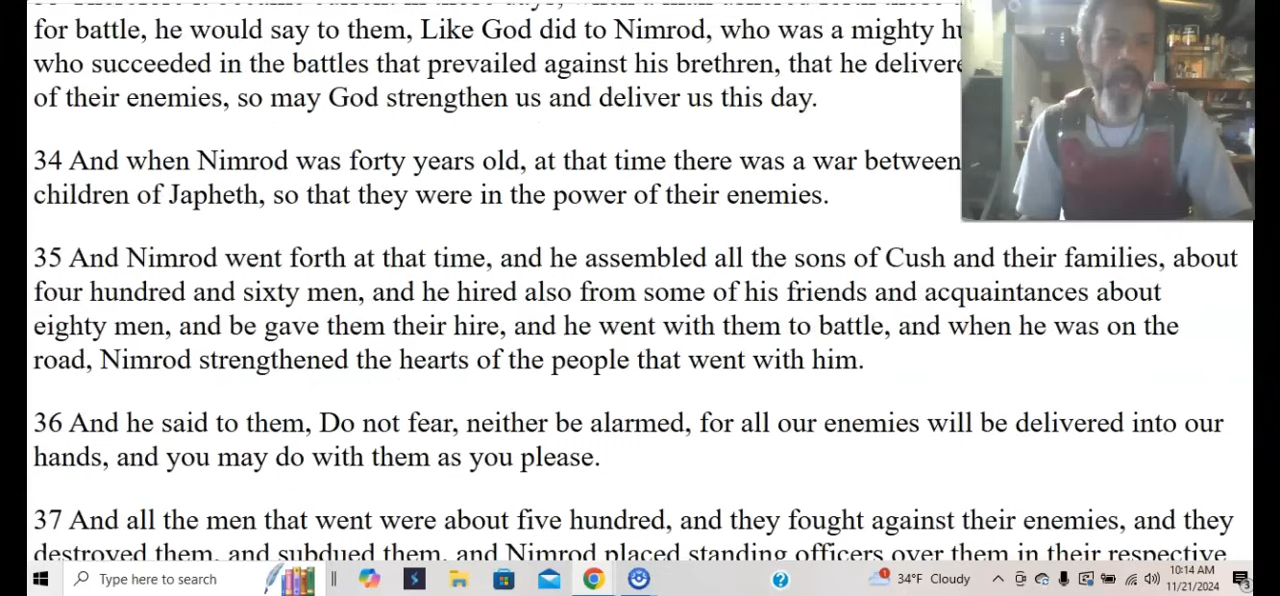 for battle, he would say to them, Like God did to Nimrod, who was a mighty
who succeeded in the battles that prevailed against his brethren, that he
of their enemies, so may God strengthen us and deliver us this day.
34 And when Nimrod was forty years old, at that time there was a war between
children of Japheth, so that they were in the power of their enemies.
35 And Nimrod went forth at that time, and he assembled all the sons of Cush and their families, about
four hundred and sixty men, and he hired also from some of his friends and acquaintances about
eighty men, and be gave them their hire, and he went with them to battle, and when he was on the
road, Nimrod strengthened the hearts of the people that went with him.
36 And he said to them, Do not fear, neither be alarmed, for all our enemies will be delivered into our
hands, and you may do with them as you please.
37 And all the men that went were about five hundred, and they fought against their enemies, and they
destroyed them, and subdued them, and Nimrod placed standing officers over them in their respective
Type here to search
34°F Cloudy
10:14 AM
11/21/2024
3